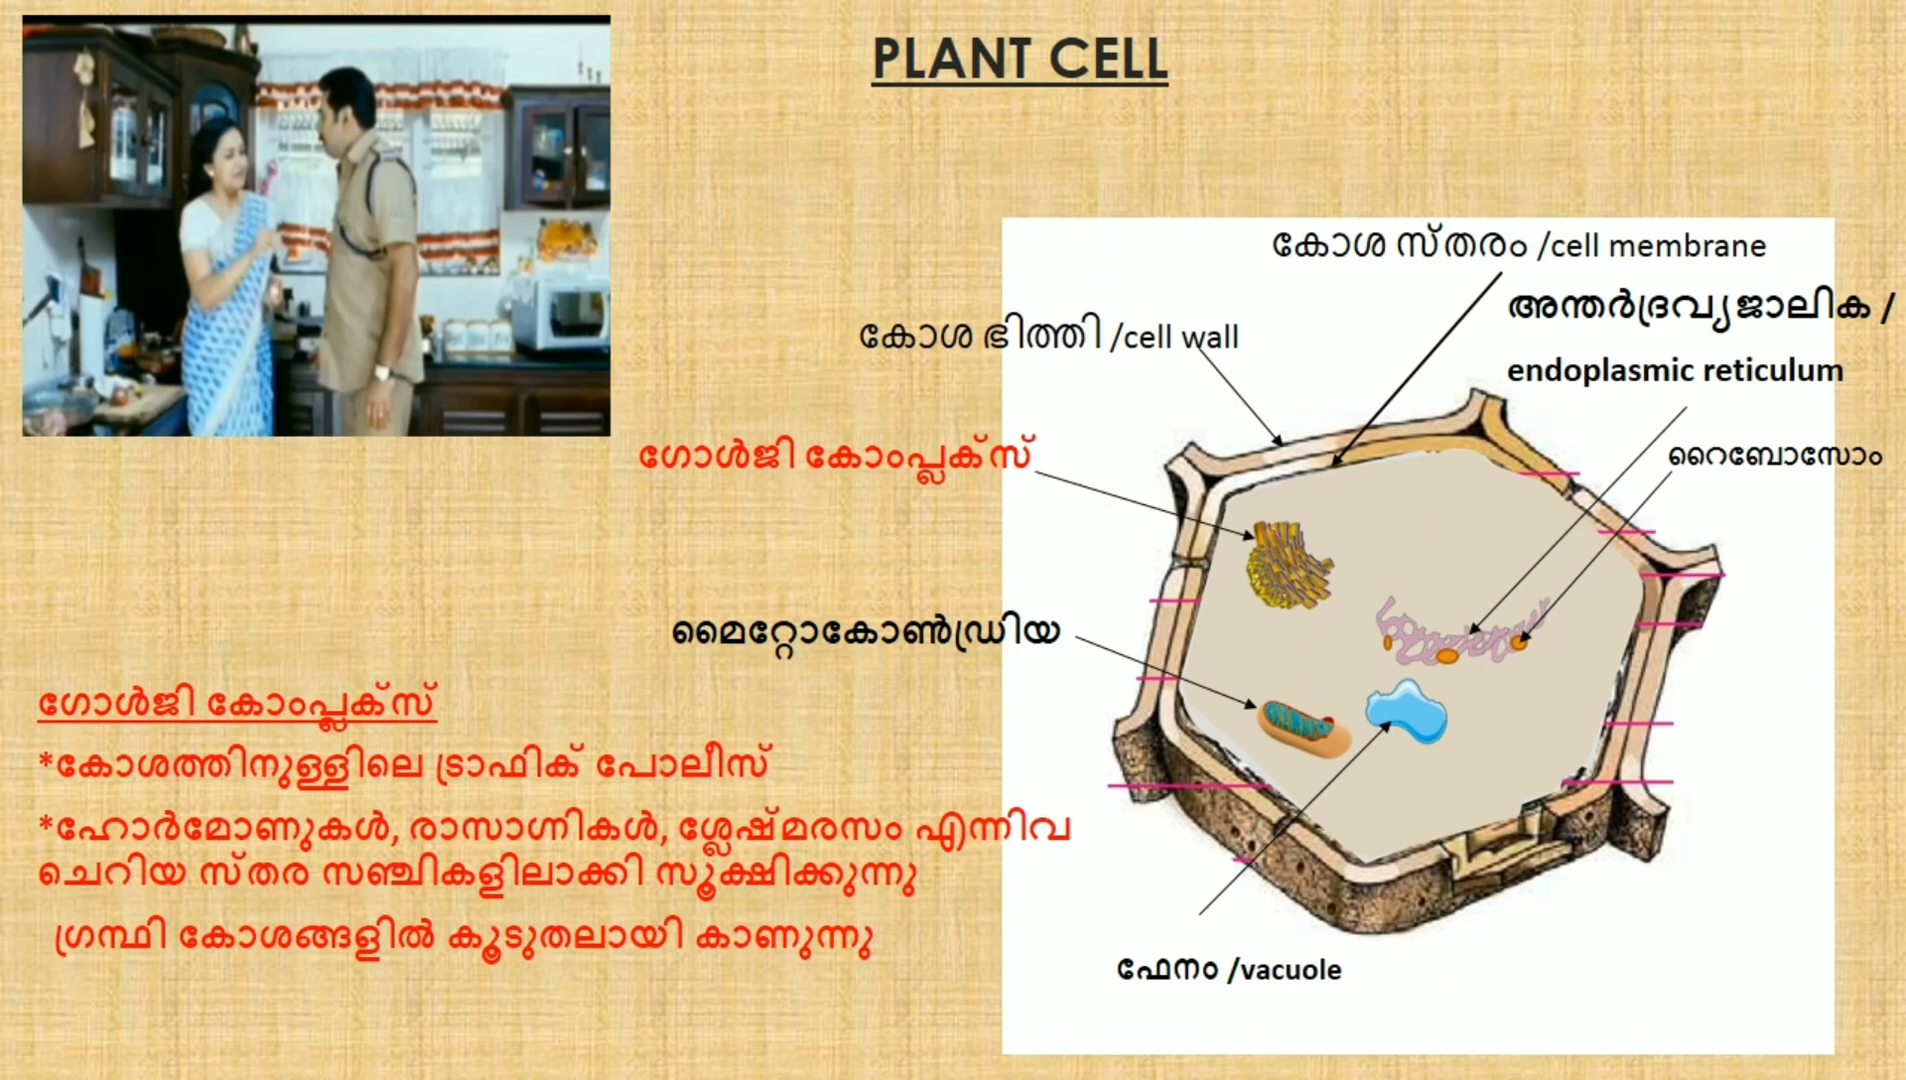 PLANT CELL
കോശ സ്തരം /cell membrane
അന്തർദ്രവ്യജാലിക /
endoplasmic reticulum
കോശ ഭിത്തി /cell wall
ഗോൾജി കോംപ്ലക്സ്
റൈബോസോം
മൈറ്റോകോൺഡ്രിയ
ഗോൾജി കോംപ്ലക്സ്
*കോശത്തിനുള്ളിലെ ട്രാഫിക് പോലീസ്
*ഹോർമോണുകൾ, രാസാഗ്നികൾ, ശ്ലേഷ്മരസം എന്നിവ
ചെറിയ സ്തര സഞ്ചികളിലാക്കി സൂക്ഷിക്കുന്നു
ഗ്രന്ഥി കോശങ്ങളിൽ കൂടുതലായി കാണുന്നു
ഫേനം /vacuole